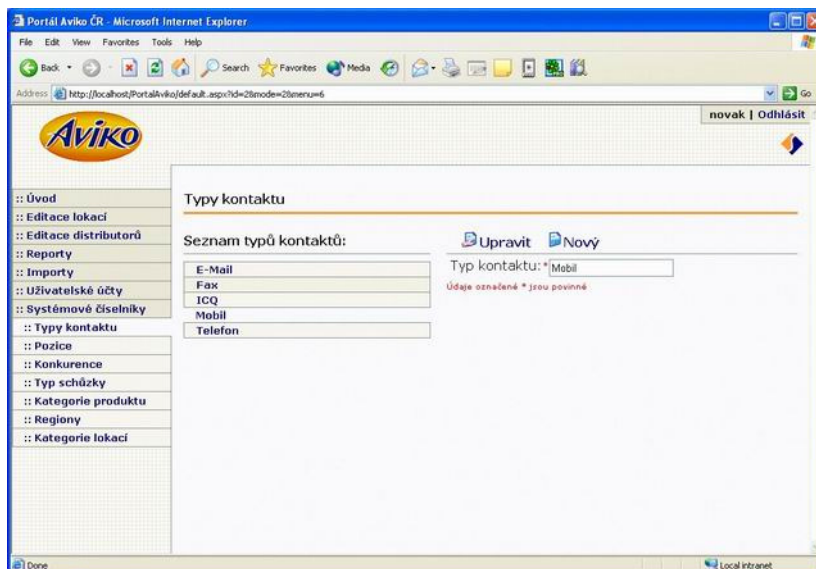 Portál Aviko ČR - Microsoft Internet Explorer
File Edit View Favorites Tools Help
Back Search Favorites Media
Address http://localhost/PortalAviko/default.aspx?id=2&mode=2&menu=6 Go
novak | Odhlásit
Aviko
:: Úvod
:: Editace lokací
:: Editace distributorů
:: Reporty
:: Importy
:: Uživatelské účty
:: Systémové číselníky
:: Typy kontaktu
:: Pozice
:: Konkurence
:: Typ schůzky
:: Kategorie produktu
:: Regiony
:: Kategorie lokací
Typy kontaktu
Seznam typů kontaktů:
E-Mail
Fax
ICQ
Mobil
Telefon
Upravit Nový
Typ kontaktu:* Mobil
Údaje označené * jsou povinné
Done Local intranet